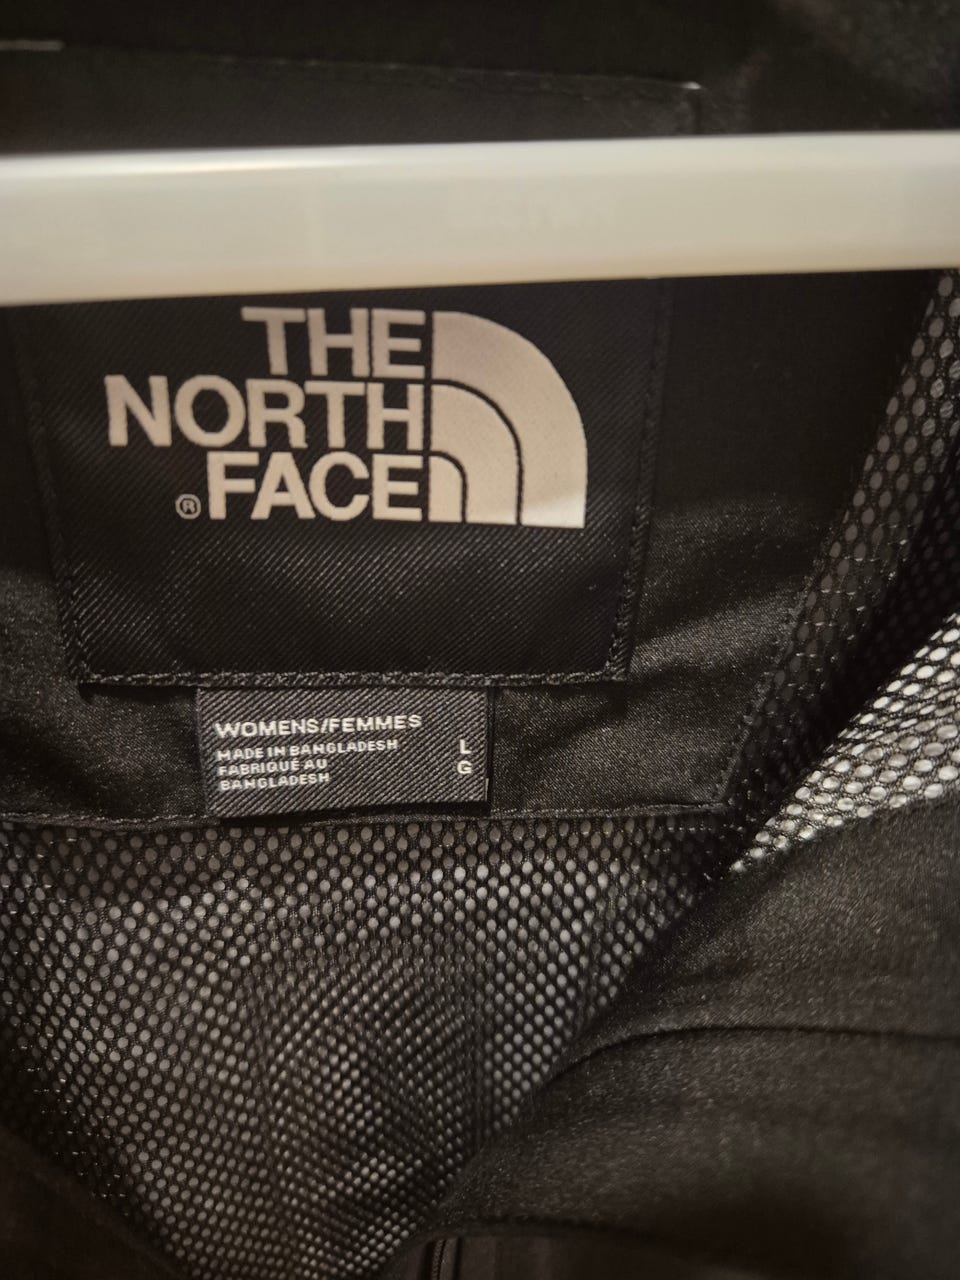 THE
NORTH
® FACE
WOMENS/FEMMES
MADE IN BANGLADESH L
FABRIQUÉ AU G
BANGLADESH